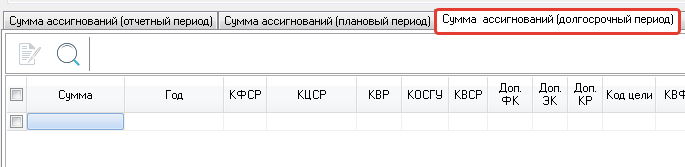 Сумма ассигнований (отчетный период) Сумма ассигнований (плановый период) Сумма ассигнований (долгосрочный период)
Сумма Год КФСР КЦСР КВР КОСГУ КВСР Доп. ФК Доп. ЭК Доп. КР Код цели КВФ